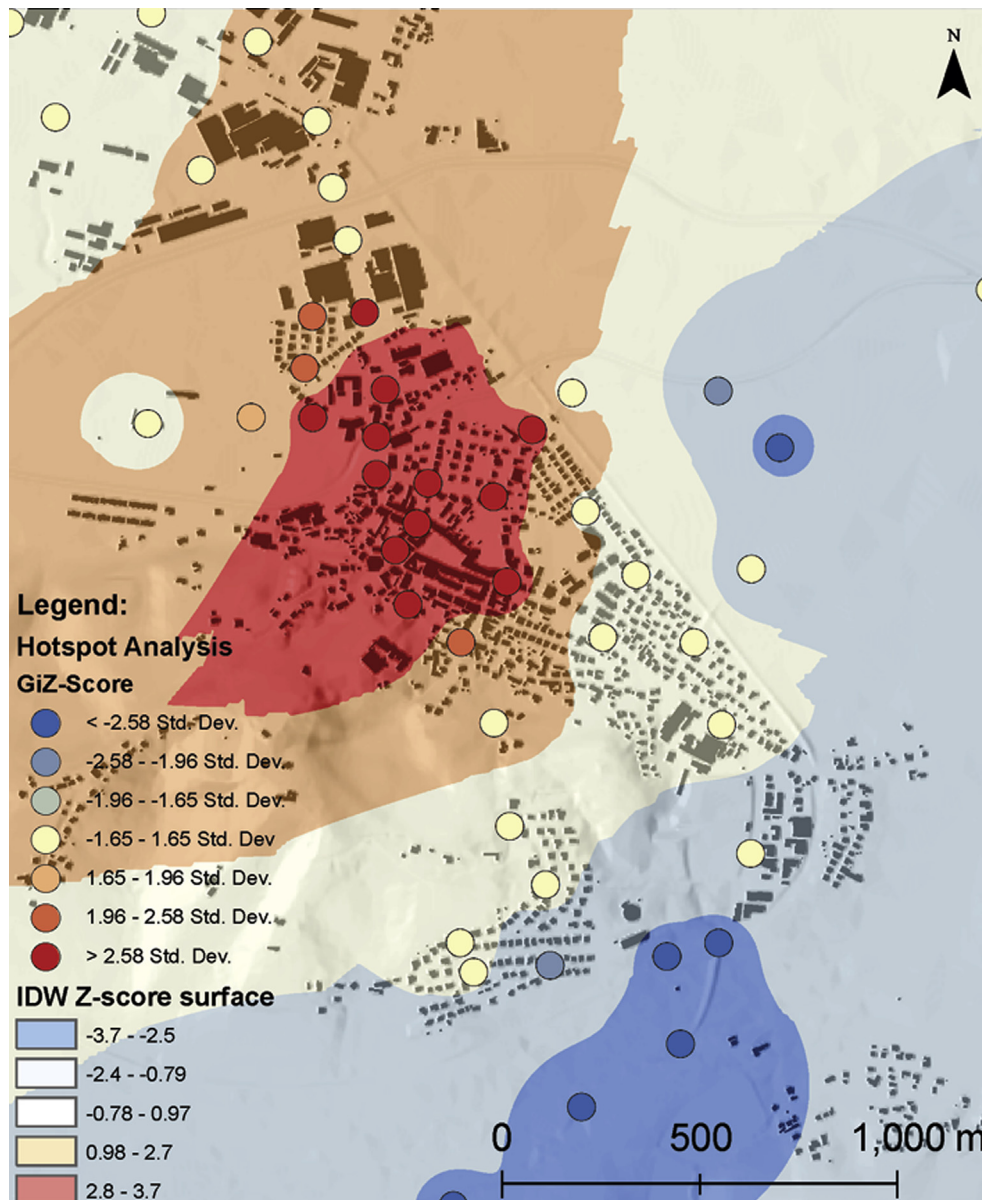 N
Legend:
Hotspot Analysis
GiZ-Score
< -2.58 Std. Dev.
-2.58 - -1.96 Std. Dev.
-1.96 - -1.65 Std. Dev.
-1.65 - 1.65 Std. Dev
1.65 - 1.96 Std. Dev.
1.96 - 2.58 Std. Dev.
> 2.58 Std. Dev.
IDW Z-score surface
-3.7 - -2.5
-2.4 - -0.79
-0.78 - 0.97
0.98 - 2.7
2.8 - 3.7
0 500 1,000 m